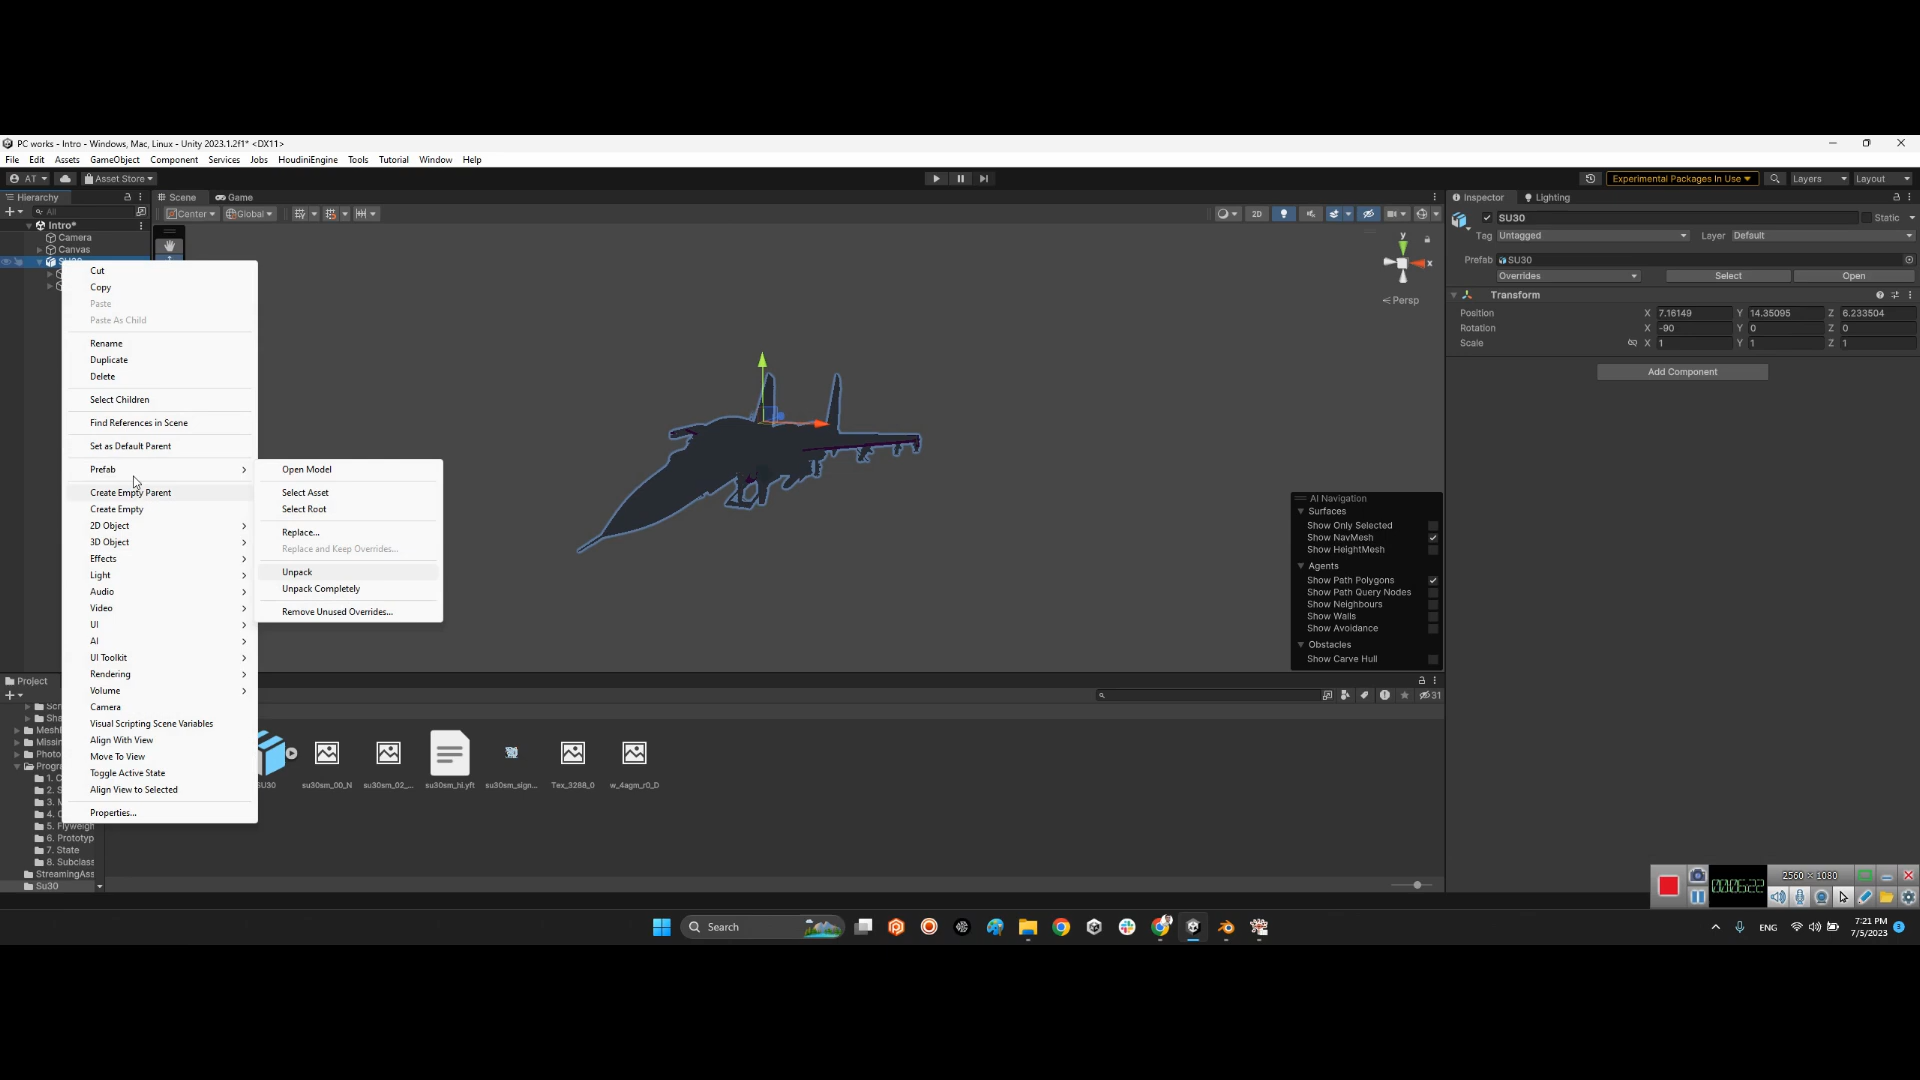 PC works - Intro - Windows, Mac, Linux - Unity 2023.1.2f1* <DX11>
File Edit Assets GameObject Component Services Jobs HoudiniEngine Tools Tutorial Window Help
AT Asset Store Experimental Packages In Use Layers Layout
Hierarchy
All
Intro*
Camera
Canvas
Cut
Copy
Paste
Paste As Child
Rename
Duplicate
Delete
Select Children
Find References in Scene
Set as Default Parent
Prefab
Create Empty Parent
Create Empty
2D Object
3D Object
Effects
Light
Audio
Video
UI
AI
UI Toolkit
Rendering
Volume
Camera
Visual Scripting Scene Variables
Align With View
Move To View
Toggle Active State
Align View to Selected
Properties...
Open Model
Select Asset
Select Root
Replace...
Replace and Keep Overrides...
Unpack
Unpack Completely
Remove Unused Overrides...
Scene Game
Center Global 2D
y
x
Persp
AI Navigation
Surfaces
Show Only Selected
Show NavMesh
Show HeightMesh
Agents
Show Path Polygons
Show Path Query Nodes
Show Neighbours
Show Walls
Show Avoidance
Obstacles
Show Carve Hull
Inspector Lighting
SU30 Static
Tag Untagged Layer Default
Prefab SU30
Overrides Select Open
Transform
Position X 7.16149 Y 14.35095 Z 6.233504
Rotation X -90 Y 0 Z 0
Scale X 1 Y 1 Z 1
Add Component
Project
31
5. Flyweigh
6. Prototyp
7. State
8. Subclass
StreamingAss
Su30
SU30 su30sm_00_N su30sm_02_... su30sm_hi.yft su30sm_sign... Tex_3288_0 w_4agm_r0_D
2560 × 1080
00:06:22
Search
ENG
7:21 PM
7/5/2023
3